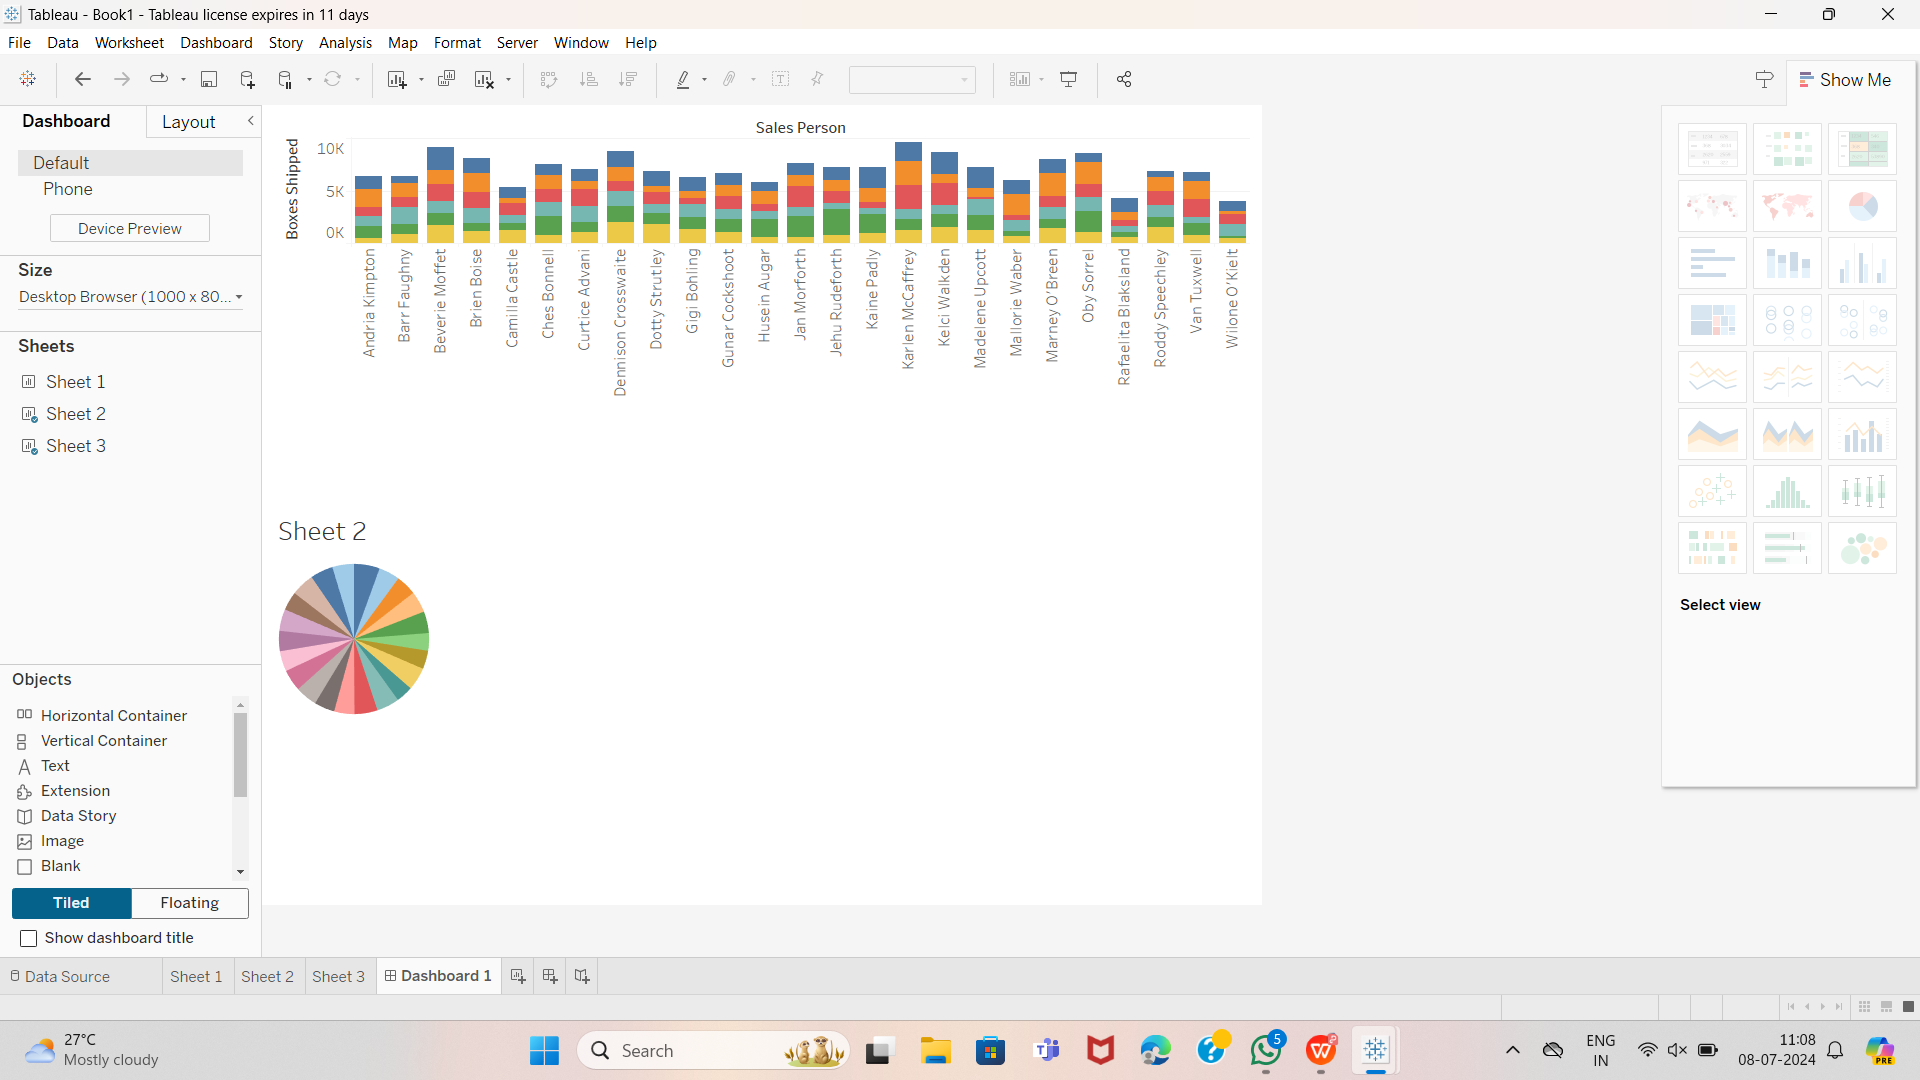 Tableau - Book1 - Tableau license expires in 11 days
File Data Worksheet Dashboard Story Analysis Map Format Server Window Help
Show Me
Dashboard Layout
Default
Phone
Device Preview
Size
Desktop Browser (1000 x 80...
Sheets
Sheet 1
Sheet 2
Sheet 3
Objects
Horizontal Container
Vertical Container
Text
Extension
Data Story
Image
Blank
Tiled Floating
Show dashboard title
Sales Person
Boxes Shipped
10K
5K
0K
Andria Kimpton
Barr Faughny
Beverie Moffet
Brien Boise
Camilla Castle
Ches Bonnell
Curtice Advani
Dennison Crosswaite
Dotty Strutley
Gigi Bohling
Gunar Cockshoot
Husein Augar
Jan Morforth
Jehu Rudeforth
Kaine Padly
Karlen McCaffrey
Kelci Walkden
Madelene Upcott
Mallorie Waber
Marney O'Breen
Oby Sorrel
Rafaelita Blaksland
Roddy Speechley
Van Tuxwell
Wilone O'Kielt
Sheet 2
Select view
Data Source Sheet 1 Sheet 2 Sheet 3 Dashboard 1
27°C
Mostly cloudy
Search
5
ENG
IN
11:08
08-07-2024
PRE